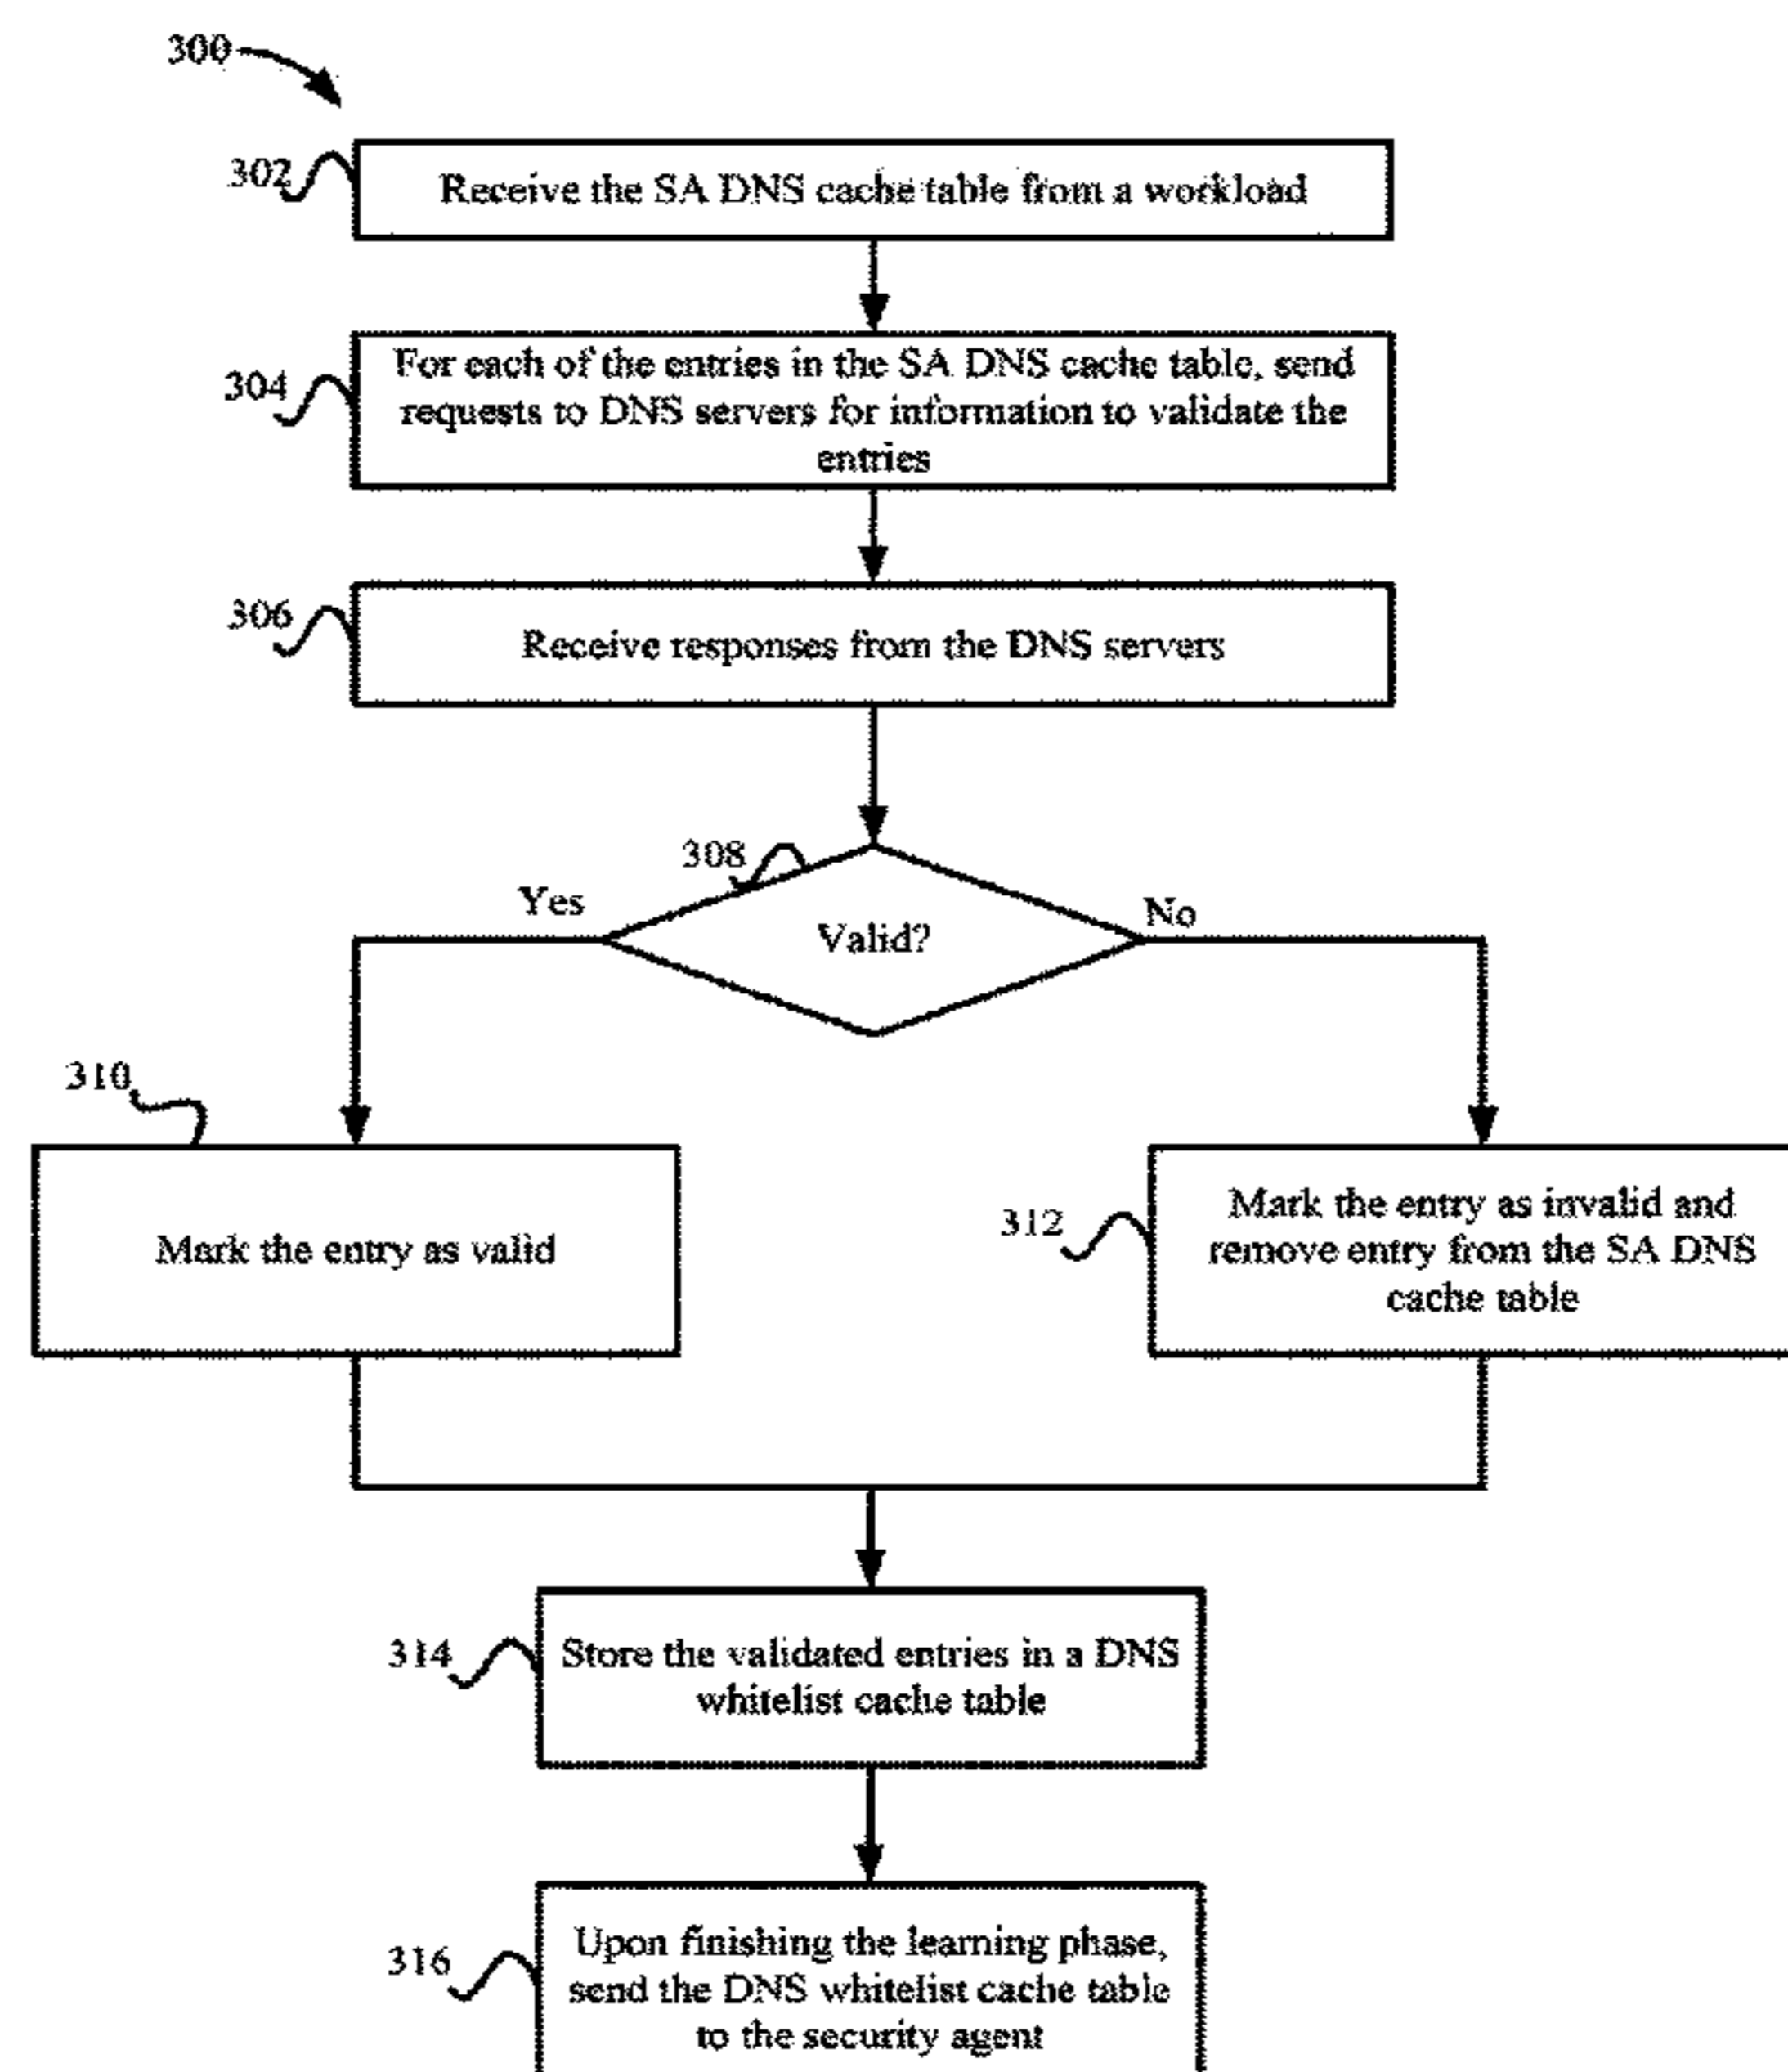 300
302
Receive the SA DNS cache table from a workload
304
For each of the entries in the SA DNS cache table, send
requests to DNS servers for information to validate the
entries
306
Receive responses from the DNS servers
308
Yes
Valid?
No
310
Mark the entry as valid
312
Mark the entry as invalid and
remove entry from the SA DNS
cache table
314
Store the validated entries in a DNS
whitelist cache table
316
Upon finishing the learning phase,
send the DNS whitelist cache table
to the security agent